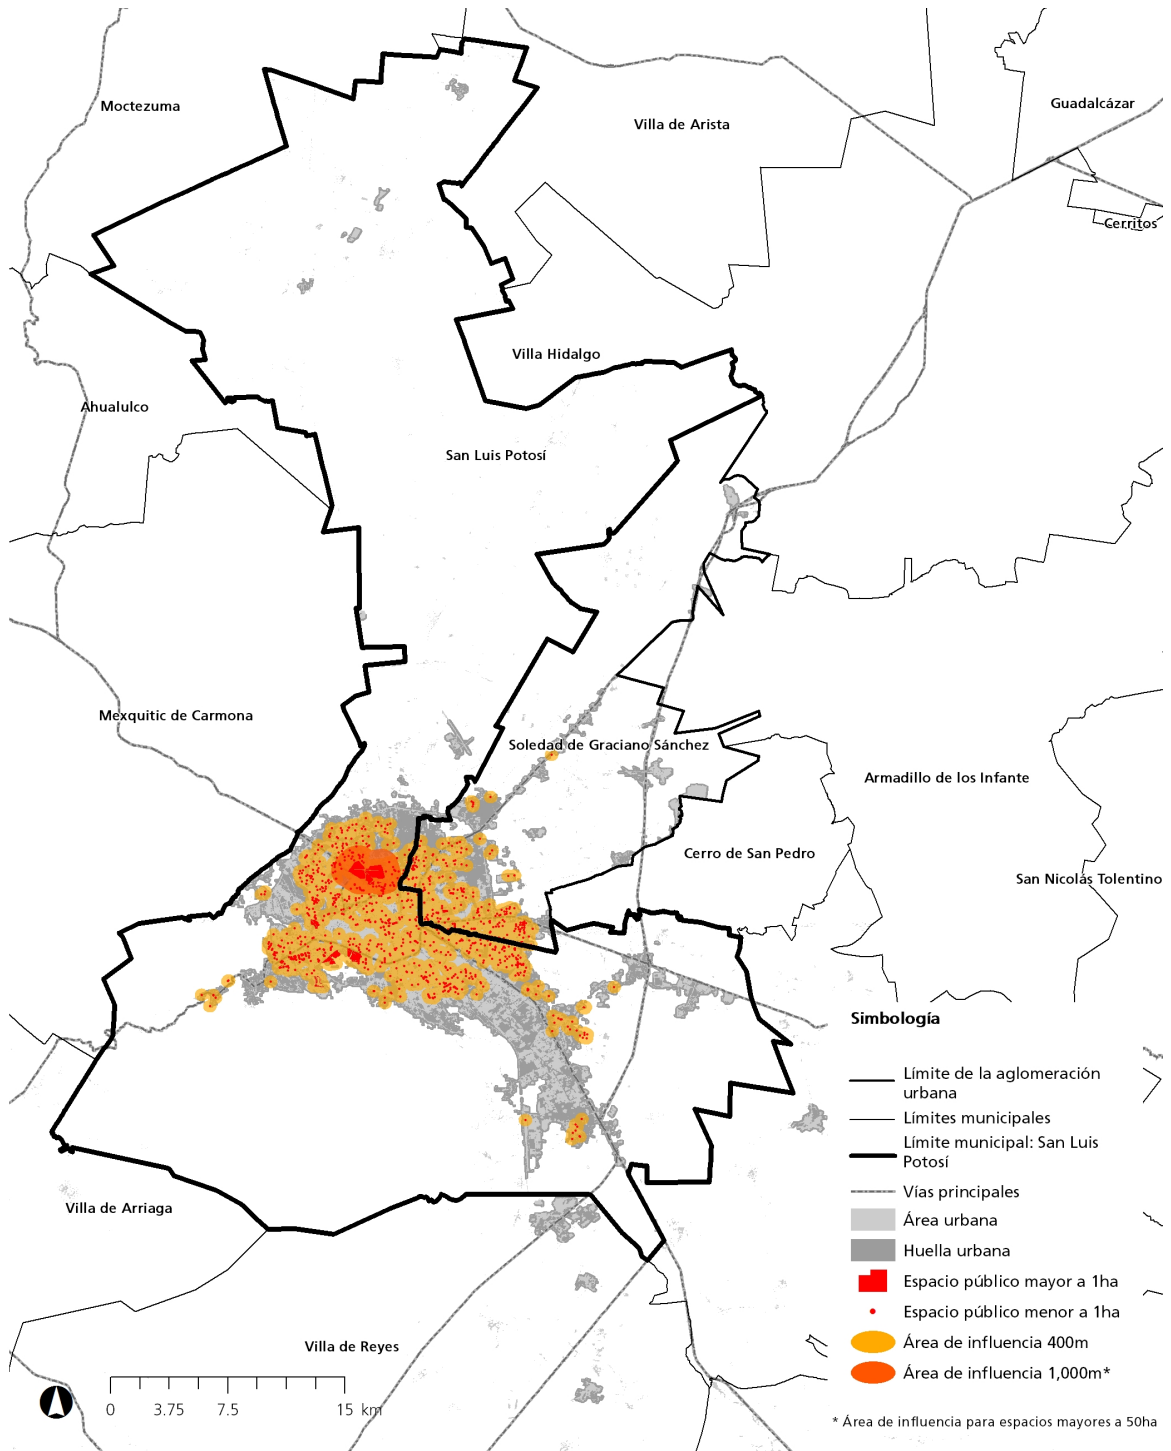 Moctezuma
Villa de Arista
Guadalcázar
Cerritos
Villa Hidalgo
Ahualulco
San Luis Potosí
Mexquitic de Carmona
Soledad de Graciano Sánchez
Armadillo de los Infante
Cerro de San Pedro
San Nicolás Tolentino
Villa de Arriaga
Villa de Reyes
Simbología
Límite de la aglomeración
urbana
Límites municipales
Límite municipal: San Luis
Potosí
Vías principales
Área urbana
Huella urbana
Espacio público mayor a 1ha
Espacio público menor a 1ha
Área de influencia 400m
Área de influencia 1,000m*
* Área de influencia para espacios mayores a 50ha
0 3.75 7.5 15 km